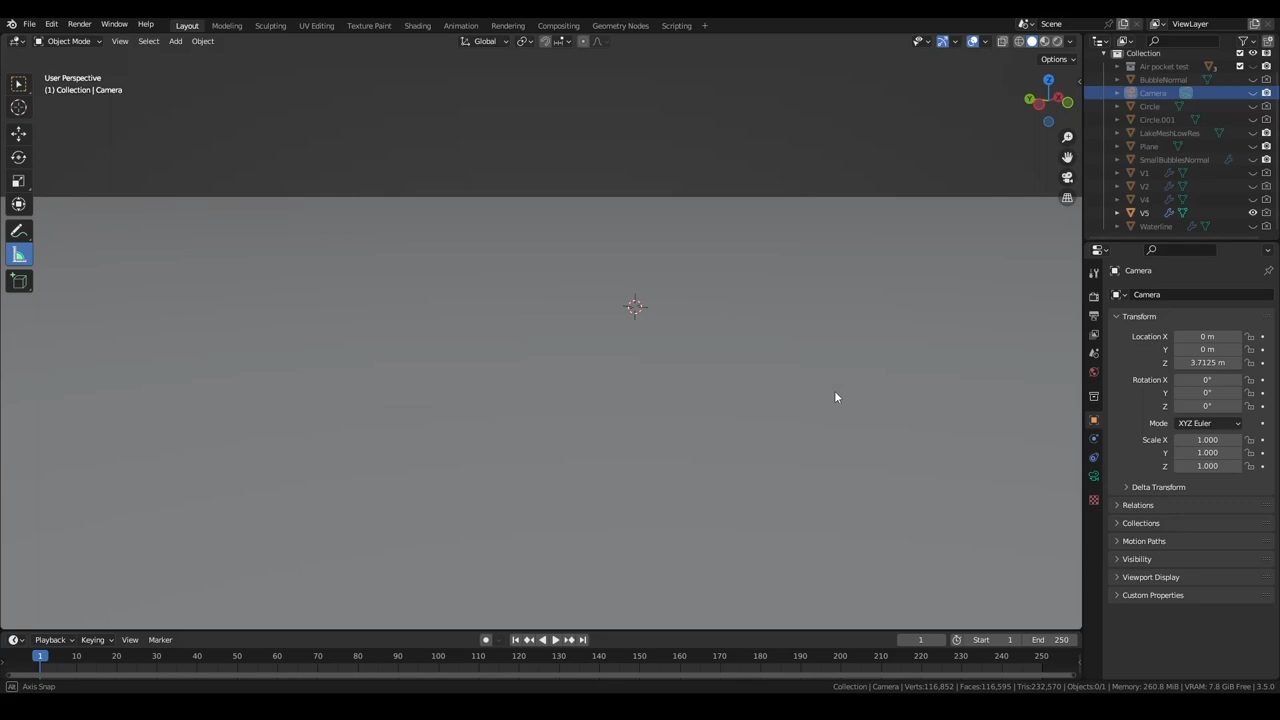 File Edit Render Window Help Layout Modeling Sculpting UV Editing Texture Paint Shading Animation Rendering Compositing Geometry Nodes Scripting + Scene ViewLayer
Object Mode View Select Add Object Global
Options
User Perspective
(1) Collection | Camera
Z
Y
X
Collection
Air pocket test 3
BubbleNormal
Camera
Circle
Circle.001
LakeMeshLowRes
Plane
SmallBubblesNormal
V1
V2
V4
V5
Waterline
Camera
Camera
Transform
Location X 0 m
Y 0 m
Z 3.7125 m
Rotation X 0°
Y 0°
Z 0°
Mode XYZ Euler
Scale X 1.000
Y 1.000
Z 1.000
Delta Transform
Relations
Collections
Motion Paths
Visibility
Viewport Display
Custom Properties
Playback Keying View Marker 1 Start 1 End 250
1 10 20 30 40 50 60 70 80 90 100 110 120 130 140 150 160 170 180 190 200 210 220 230 240 250
Alt Axis Snap
Collection | Camera | Verts:116,852 | Faces:116,595 | Tris:232,570 | Objects:0/1 | Memory: 260.8 MiB | VRAM: 7.8 GiB Free | 3.5.0